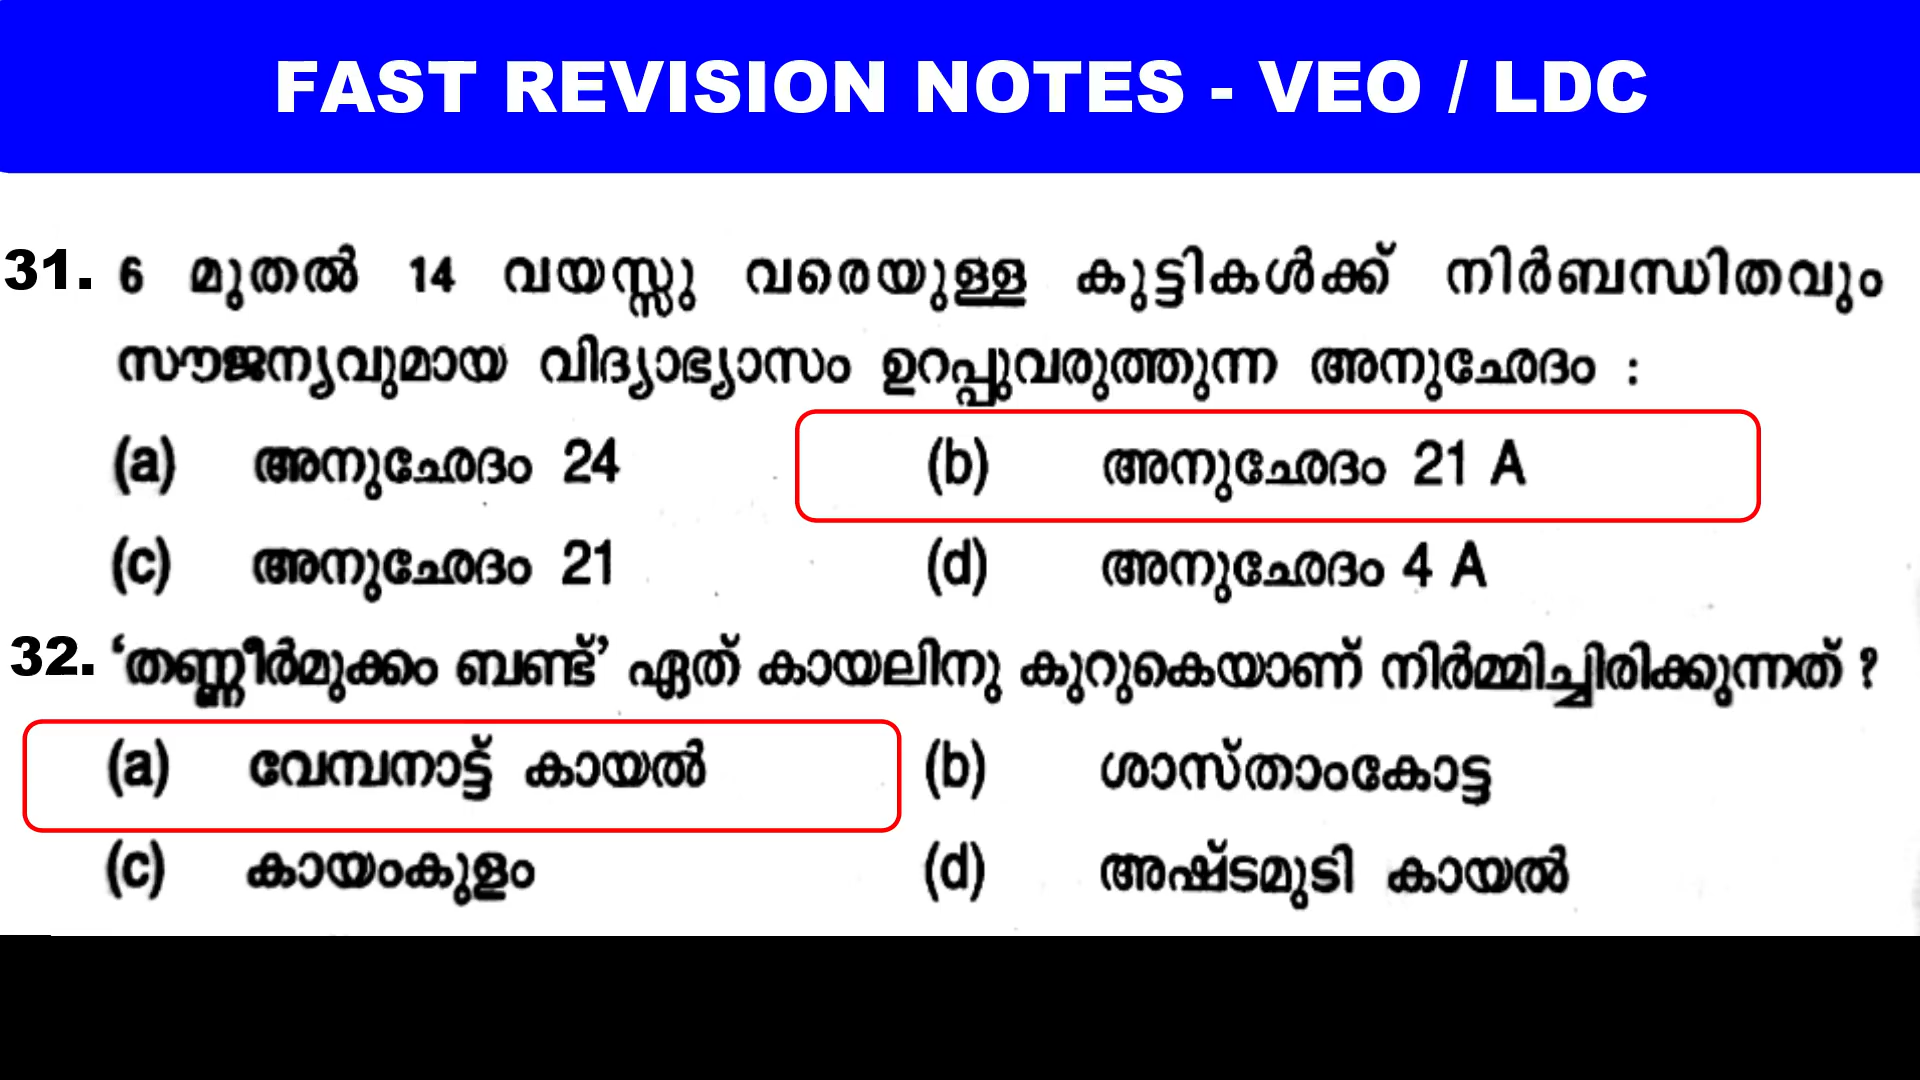 FAST REVISION NOTES - VEO / LDC
31. 6 മുതൽ 14 വയസ്സു വരെയുള്ള കുട്ടികൾക്ക് നിർബന്ധിതവും
സൗജന്യവുമായ വിദ്യാഭ്യാസം ഉറപ്പുവരുത്തുന്ന അനുച്ഛേദം :
(a) അനുച്ഛേദം 24 (b) അനുച്ഛേദം 21 A
(c) അനുച്ഛേദം 21 (d) അനുച്ഛേദം 4 A
32. ‘തണ്ണീർമുക്കം ബണ്ട്’ ഏത് കായലിനു കുറുകെയാണ് നിർമ്മിച്ചിരിക്കുന്നത് ?
(a) വേമ്പനാട്ട് കായൽ (b) ശാസ്താംകോട്ട
(c) കായംകുളം (d) അഷ്ടമുടി കായൽ